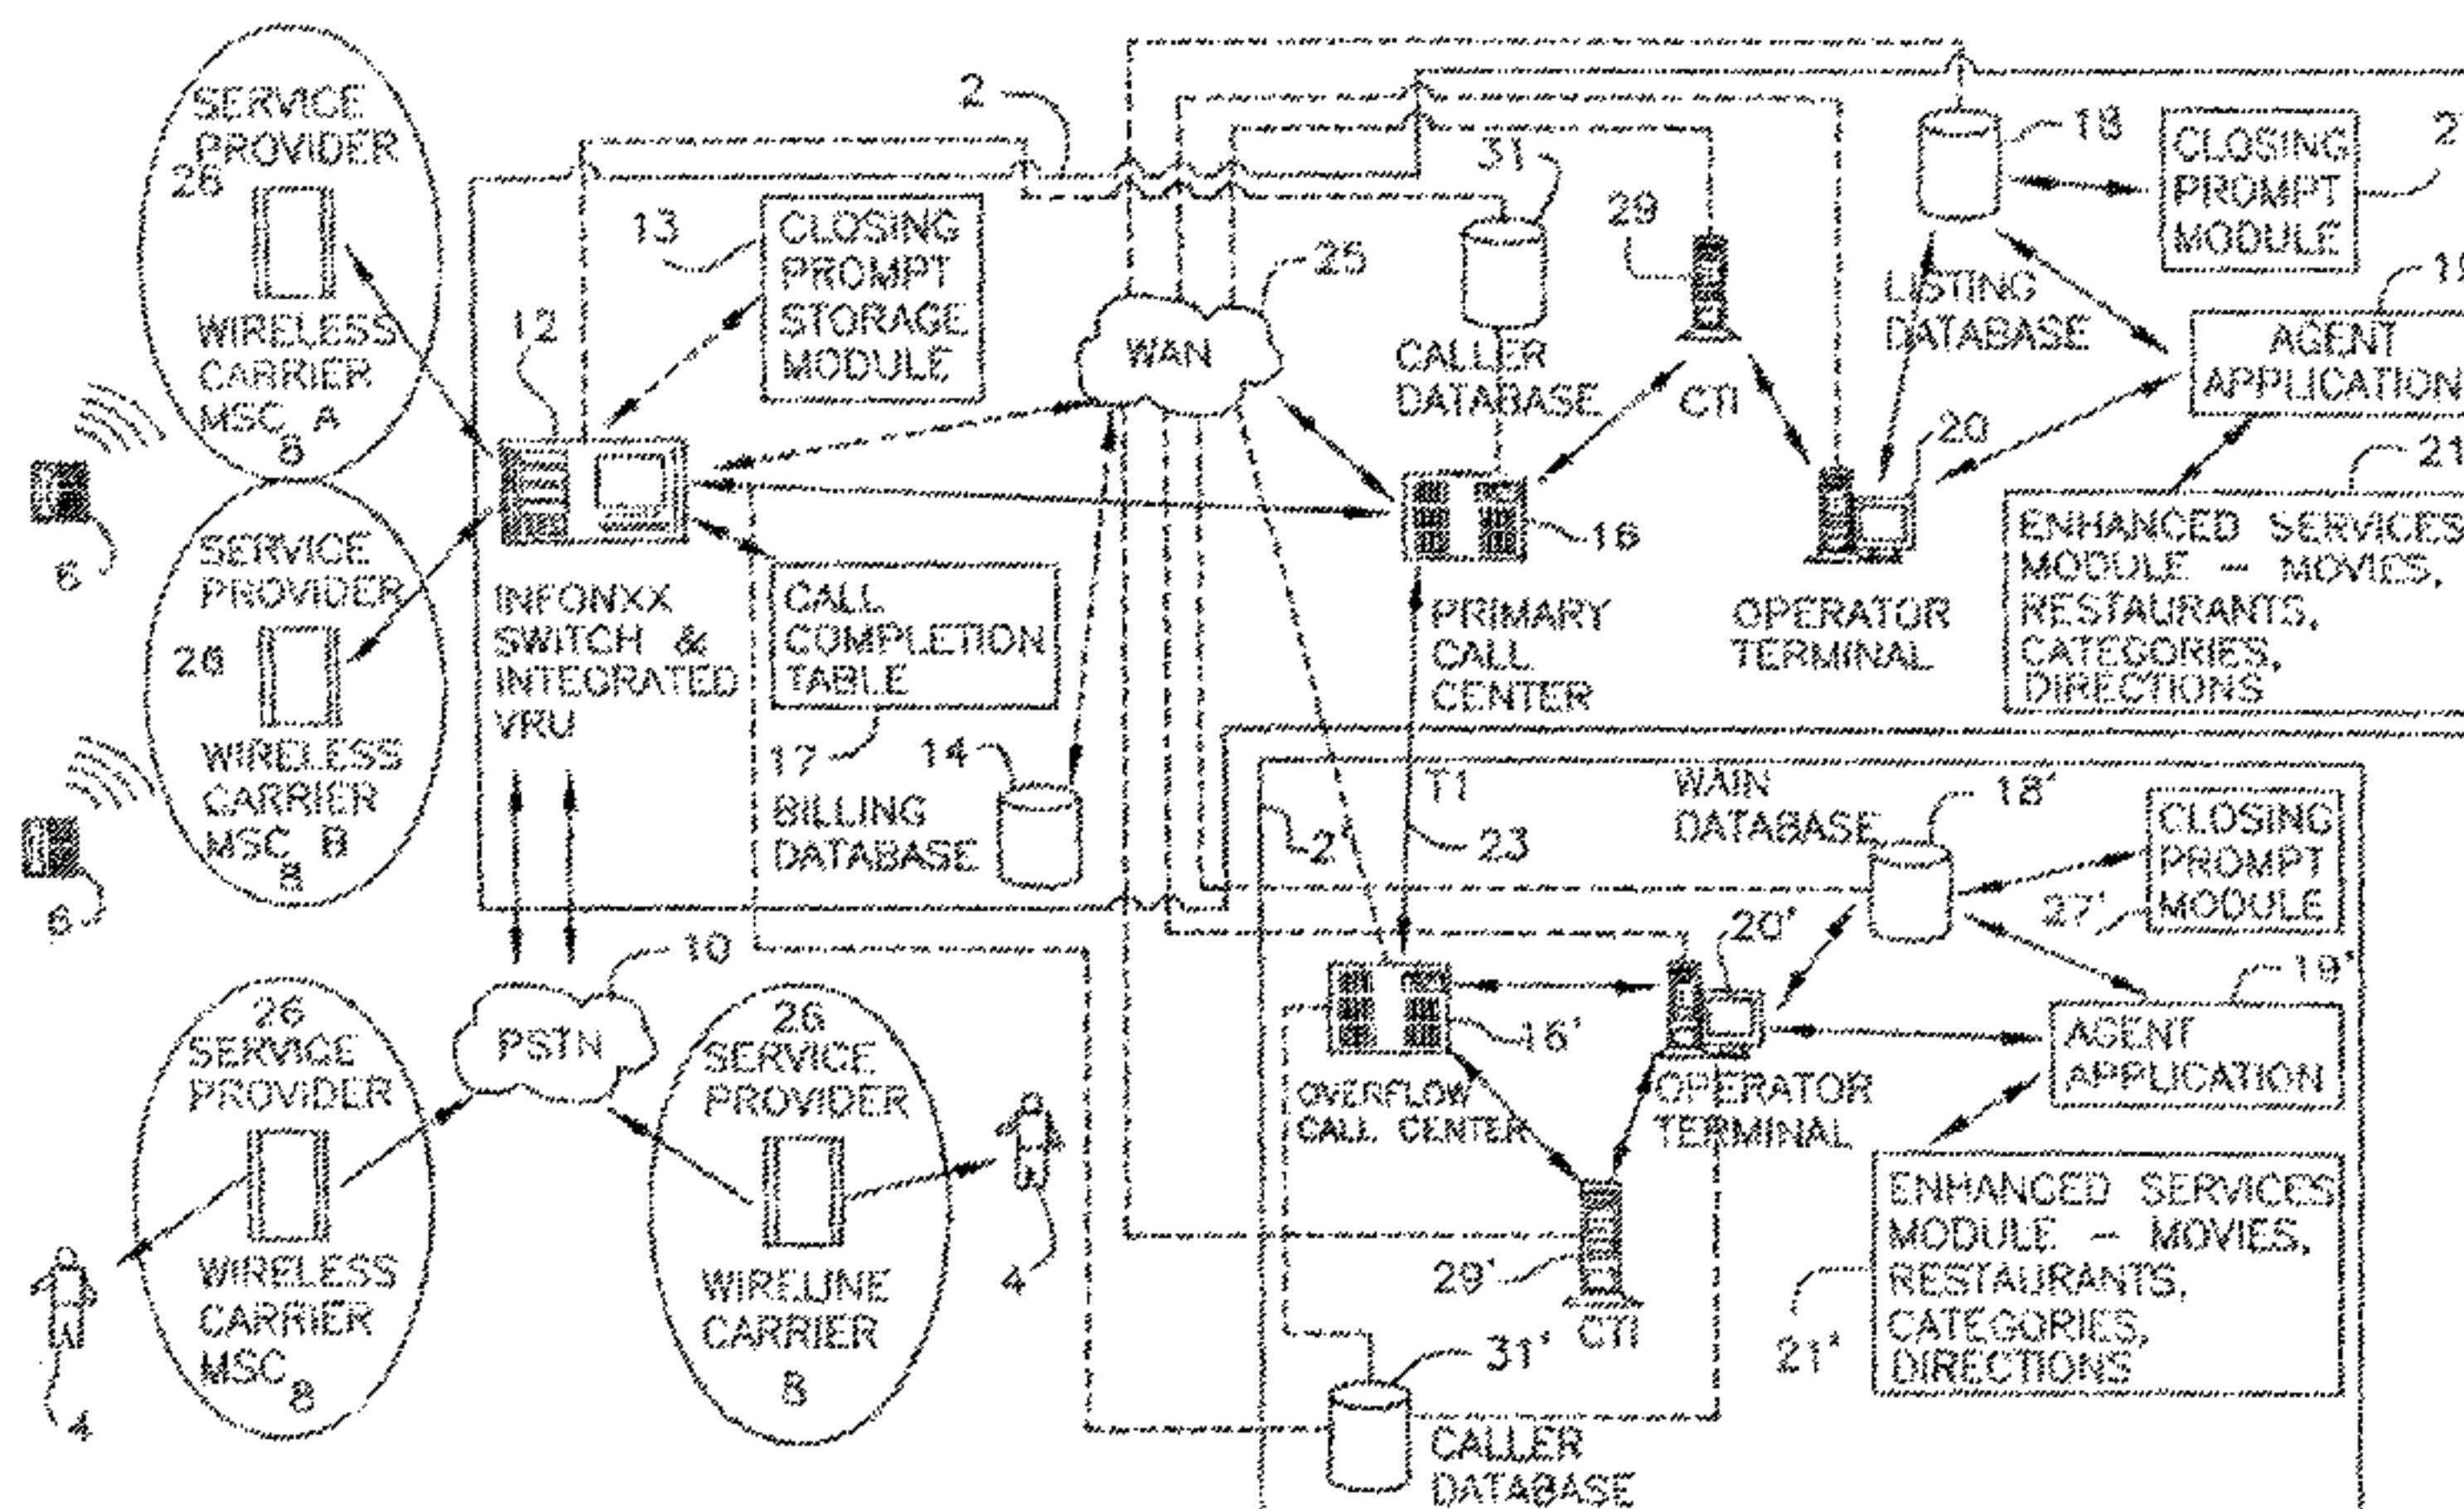 SERVICE
PROVIDER
26
WIRELESS
CARRIER
MSC A
8
6
SERVICE
PROVIDER
26
WIRELESS
CARRIER
MSC B
8
6
2
13
CLOSING
PROMPT
STORAGE
MODULE
12
INFONXX
SWITCH &
INTEGRATED
VRU
CALL
COMPLETION
TABLE
17
14
BILLING
DATABASE
WAN
25
31
CALLER
DATABASE
29
CTI
16
PRIMARY
CALL
CENTER
20
OPERATOR
TERMINAL
18
LISTING
DATABASE
CLOSING
PROMPT
MODULE
AGENT
APPLICATION
21
ENHANCED SERVICES
MODULE - MOVIES,
RESTAURANTS,
CATEGORIES,
DIRECTIONS
10
PSTN
26
SERVICE
PROVIDER
WIRELESS
CARRIER
MSC
8
4
26
SERVICE
PROVIDER
WIRELINE
CARRIER
8
4
T1
23
2'
WAIN
DATABASE
18'
CLOSING
PROMPT
MODULE
27'
20'
16'
OVERFLOW
CALL CENTER
OPERATOR
TERMINAL
19'
AGENT
APPLICATION
29'
CTI
ENHANCED SERVICES
MODULE - MOVIES,
RESTAURANTS,
CATEGORIES,
DIRECTIONS
21'
31'
CALLER
DATABASE